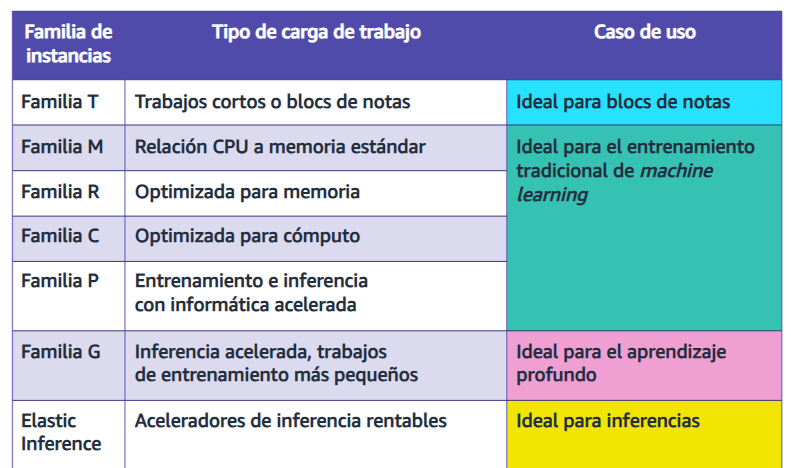 Familia de instancias Tipo de carga de trabajo Caso de uso
Familia T Trabajos cortos o blocs de notas Ideal para blocs de notas
Familia M Relación CPU a memoria estándar Ideal para el entrenamiento
tradicional de machine
learning
Familia R Optimizada para memoria
Familia C Optimizada para cómputo
Familia P Entrenamiento e inferencia
con informática acelerada
Familia G Inferencia acelerada, trabajos
de entrenamiento más pequeños
Ideal para el aprendizaje
profundo
Elastic
Inference
Aceleradores de inferencia rentables Ideal para inferencias